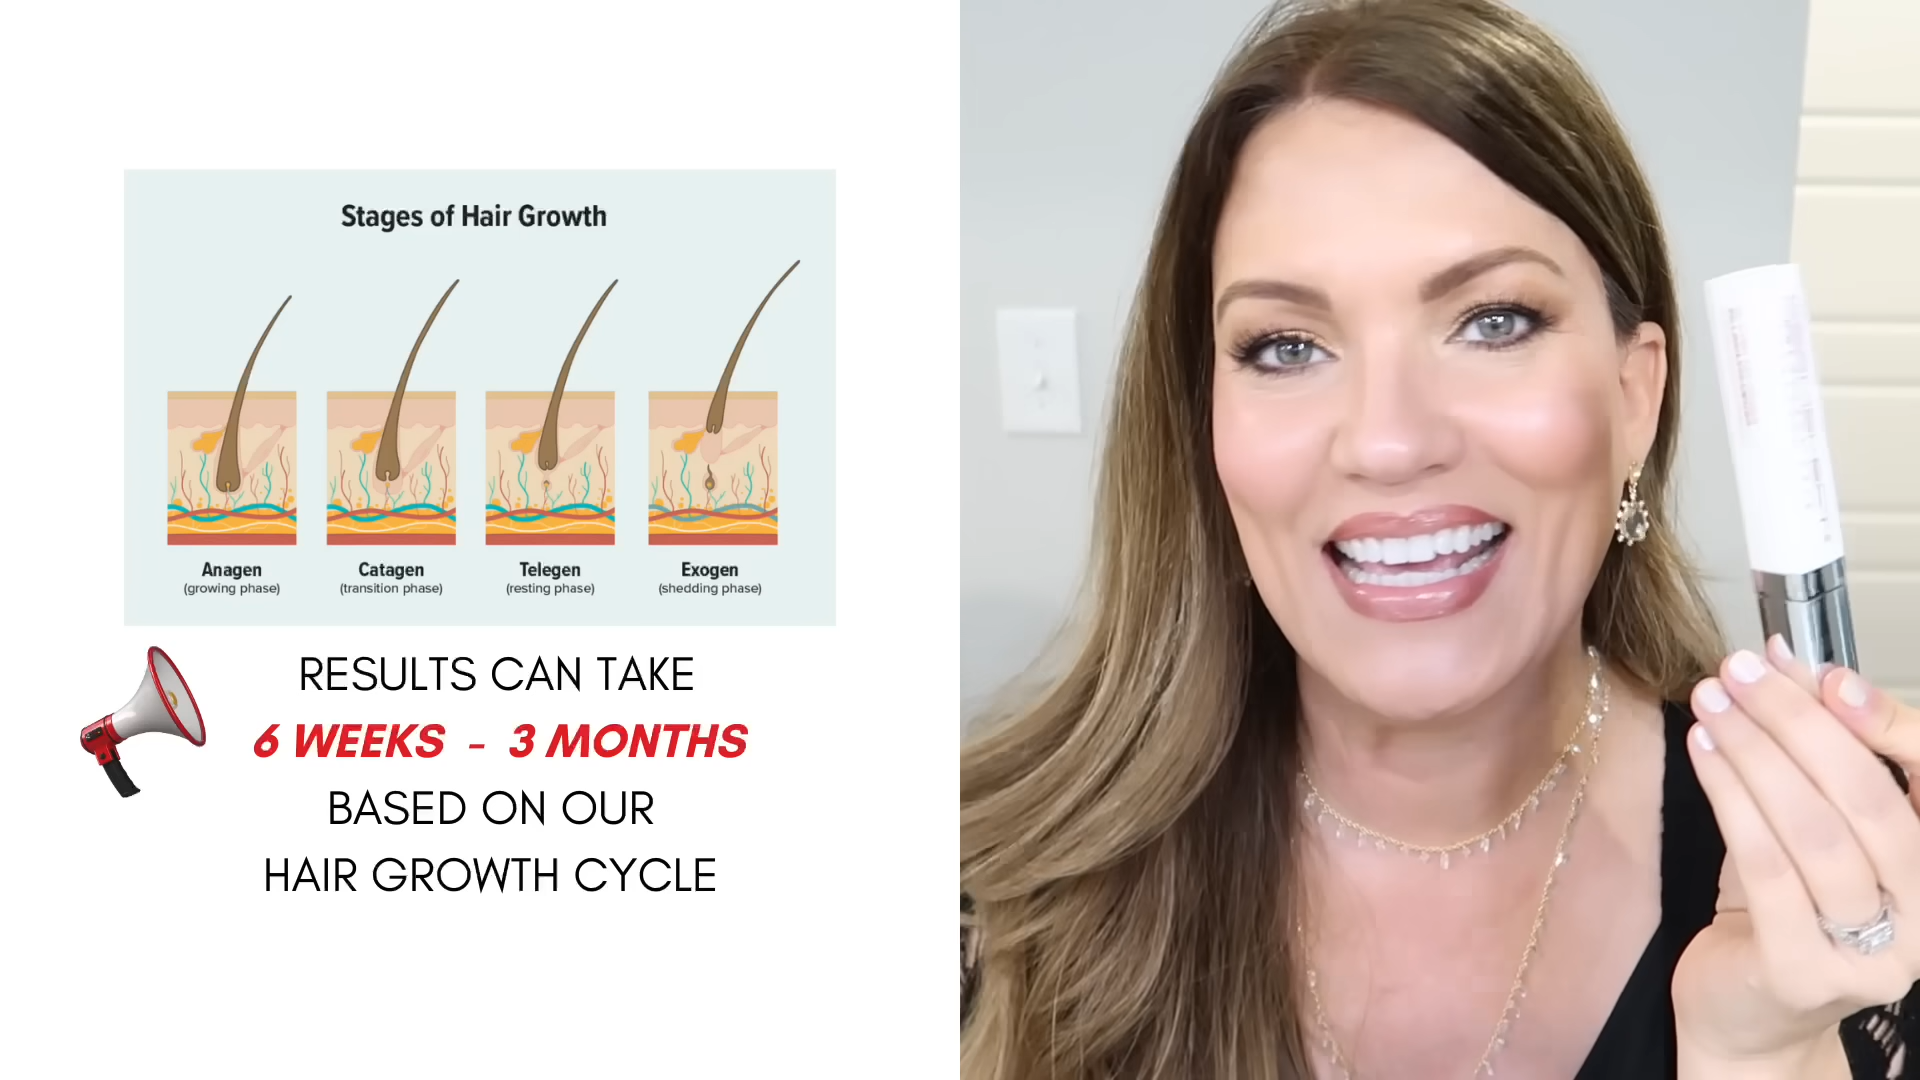 Stages of Hair Growth
Anagen
(growing phase)
Catagen
(transition phase)
Telegen
(resting phase)
Exogen
(shedding phase)
RESULTS CAN TAKE
6 WEEKS - 3 MONTHS
BASED ON OUR
HAIR GROWTH CYCLE